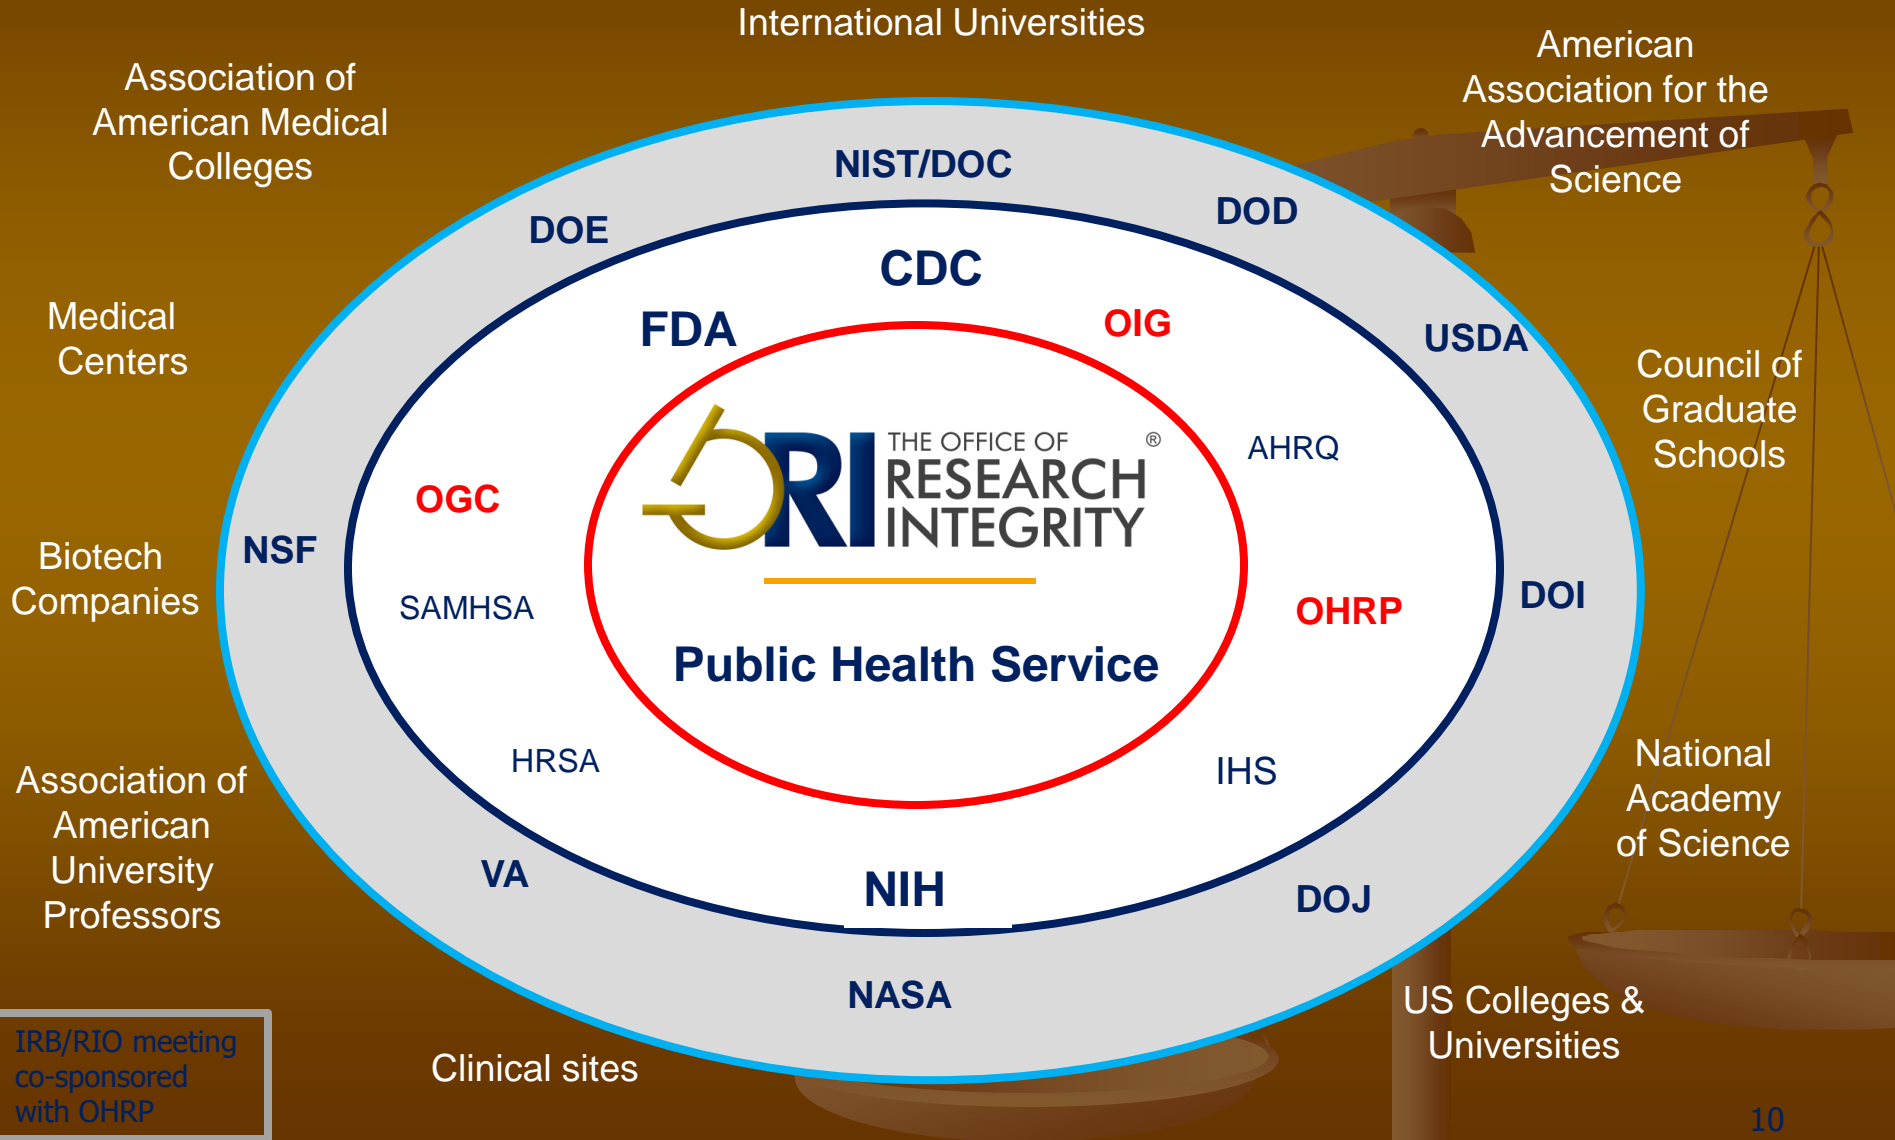 International Universities
American
Association for the
Advancement of
Science
Association of
American Medical
Colleges
NIST/DOC
DOD
DOE
CDC
OIG
FDA
USDA
Medical
Centers
Council of
Graduate
Schools
ORI
THE OFFICE OF ®
RESEARCH
INTEGRITY
AHRQ
OGC
NSF
Biotech
Companies
SAMHSA
OHRP
DOI
Public Health Service
HRSA
IHS
National
Academy
of Science
Association of
American
University
Professors
VA
NIH
DOJ
NASA
US Colleges &
Universities
Clinical sites
IRB/RIO meeting
co-sponsored
with OHRP
10